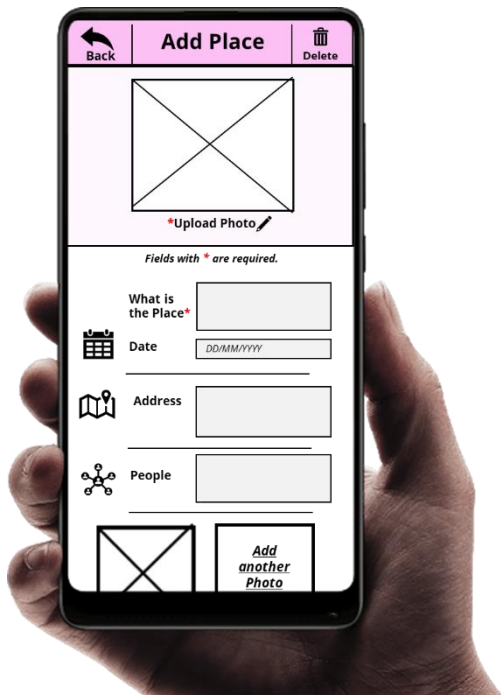 Back
Add Place
Delete
*Upload Photo
Fields with * are required.
What is
the Place*
Date
DD/MM/YYYY
Address
People
Add
another
Photo